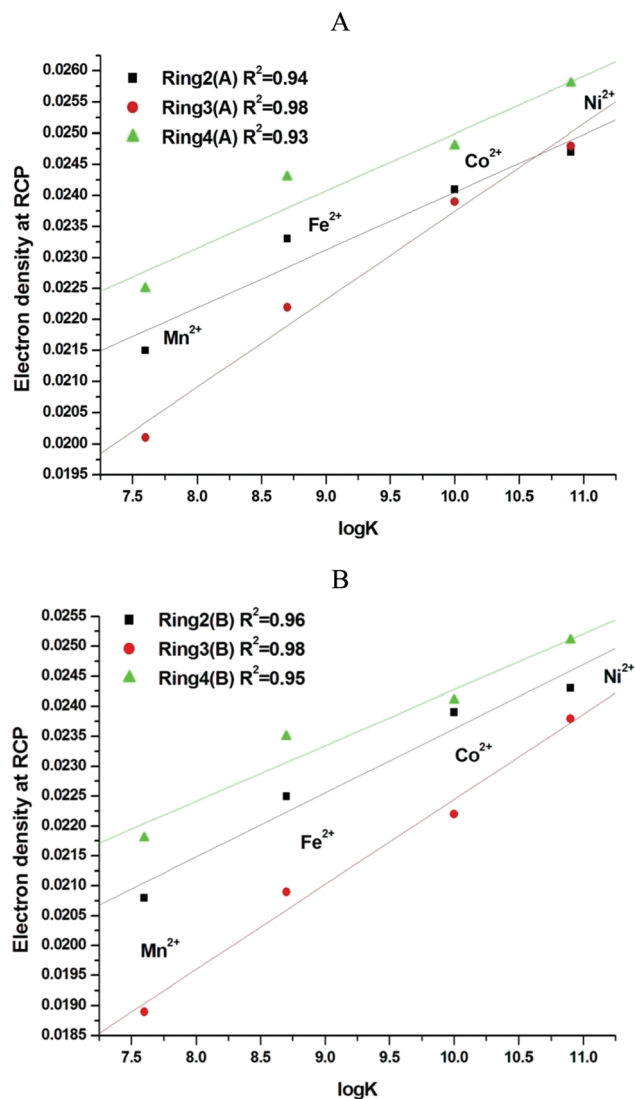 A
Ring2(A) R²=0.94
Ring3(A) R²=0.98
Ring4(A) R²=0.93
Electron density at RCP
0.0260
0.0255
0.0250
0.0245
0.0240
0.0235
0.0230
0.0225
0.0220
0.0215
0.0210
0.0205
0.0200
0.0195
Mn²⁺
Fe²⁺
Co²⁺
Ni²⁺
7.5 8.0 8.5 9.0 9.5 10.0 10.5 11.0
logK
B
Ring2(B) R²=0.96
Ring3(B) R²=0.98
Ring4(B) R²=0.95
Electron density at RCP
0.0255
0.0250
0.0245
0.0240
0.0235
0.0230
0.0225
0.0220
0.0215
0.0210
0.0205
0.0200
0.0195
0.0190
0.0185
Mn²⁺
Fe²⁺
Co²⁺
Ni²⁺
7.5 8.0 8.5 9.0 9.5 10.0 10.5 11.0
logK